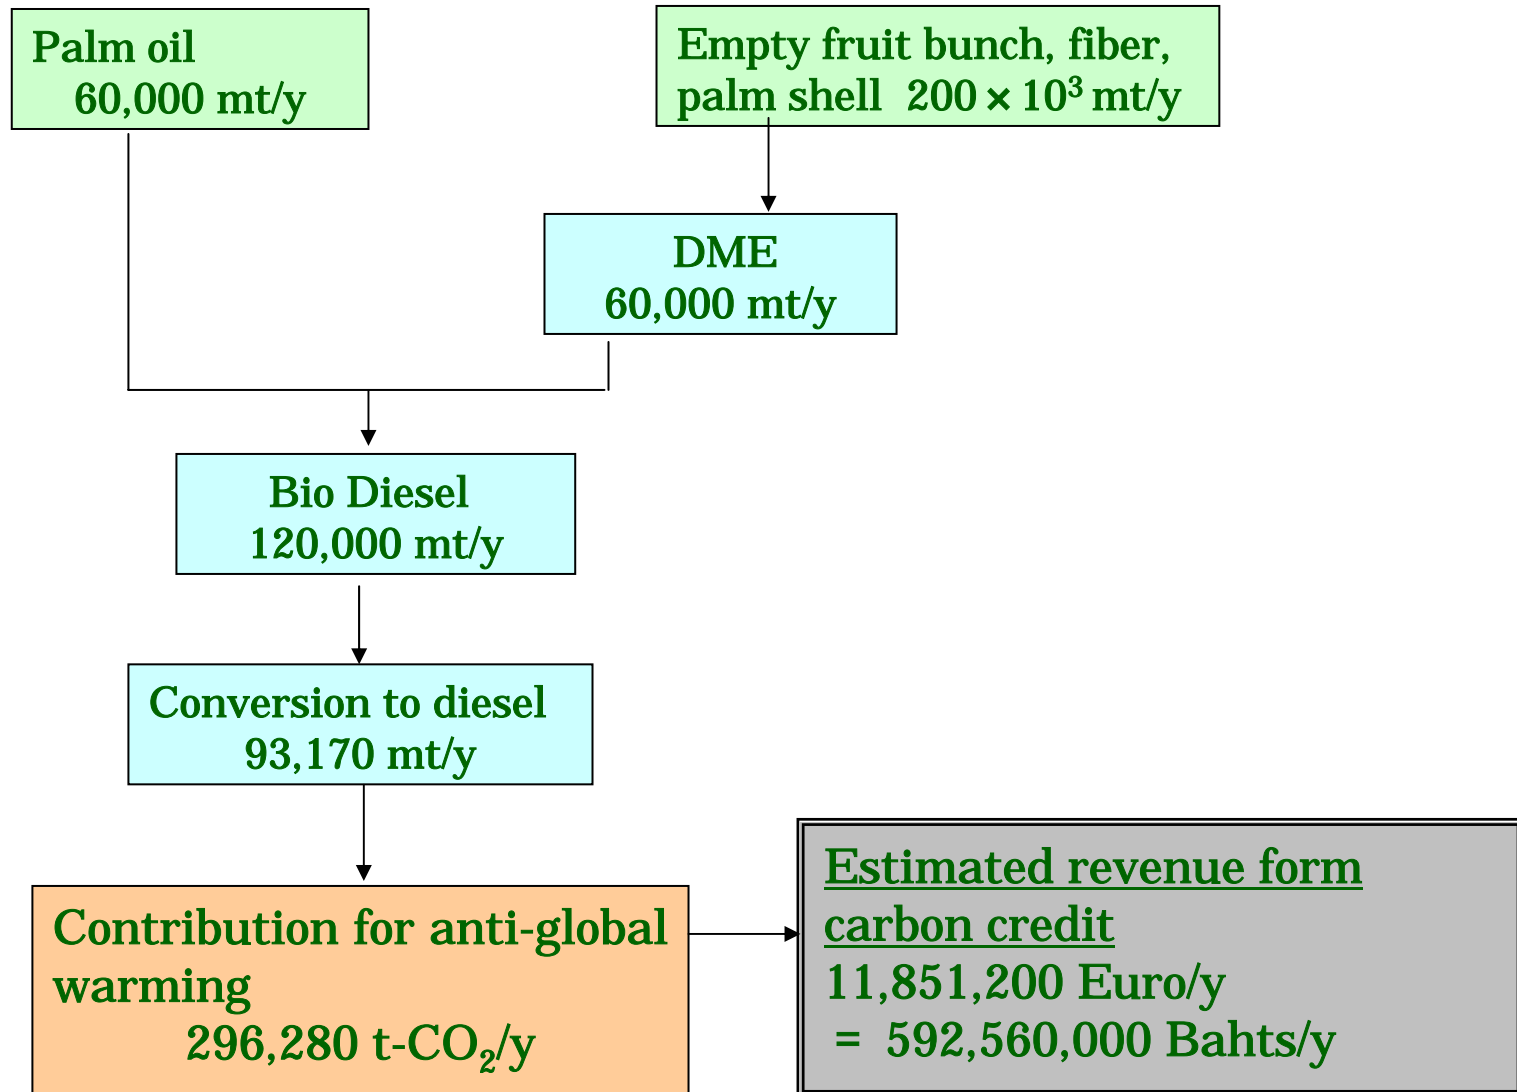 Palm oil
60,000 mt/y
Empty fruit bunch, fiber,
palm shell 200 × 10³ mt/y
DME
60,000 mt/y
Bio Diesel
120,000 mt/y
Conversion to diesel
93,170 mt/y
Contribution for anti-global
warming
296,280 t-CO₂/y
Estimated revenue form
carbon credit
11,851,200 Euro/y
= 592,560,000 Bahts/y